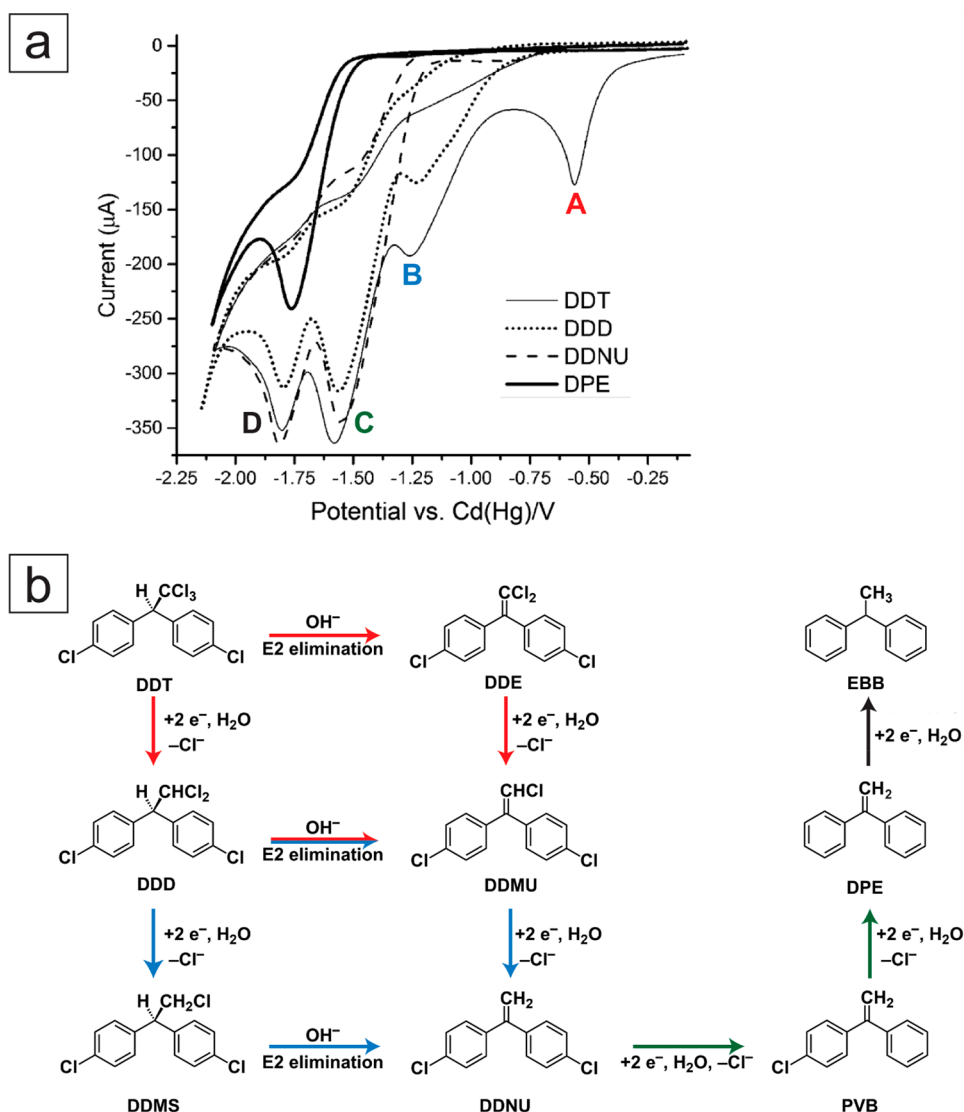 a
0
-50
-100
-150
-200
-250
-300
-350
Current (µA)
A
B
C
D
DDT
DDD
DDNU
DPE
-2.25 -2.00 -1.75 -1.50 -1.25 -1.00 -0.75 -0.50 -0.25
Potential vs. Cd(Hg)/V
b
H CCl3
Cl Cl
DDT
OH–
E2 elimination
CCl2
Cl Cl
DDE
CH3
EBB
+2 e–, H2O
–Cl–
+2 e–, H2O
–Cl–
+2 e–, H2O
H CHCl2
Cl Cl
DDD
OH–
E2 elimination
CHCl
Cl Cl
DDMU
CH2
DPE
+2 e–, H2O
–Cl–
+2 e–, H2O
–Cl–
+2 e–, H2O
–Cl–
H CH2Cl
Cl Cl
DDMS
OH–
E2 elimination
CH2
Cl Cl
DDNU
+2 e–, H2O, –Cl–
CH2
Cl
PVB